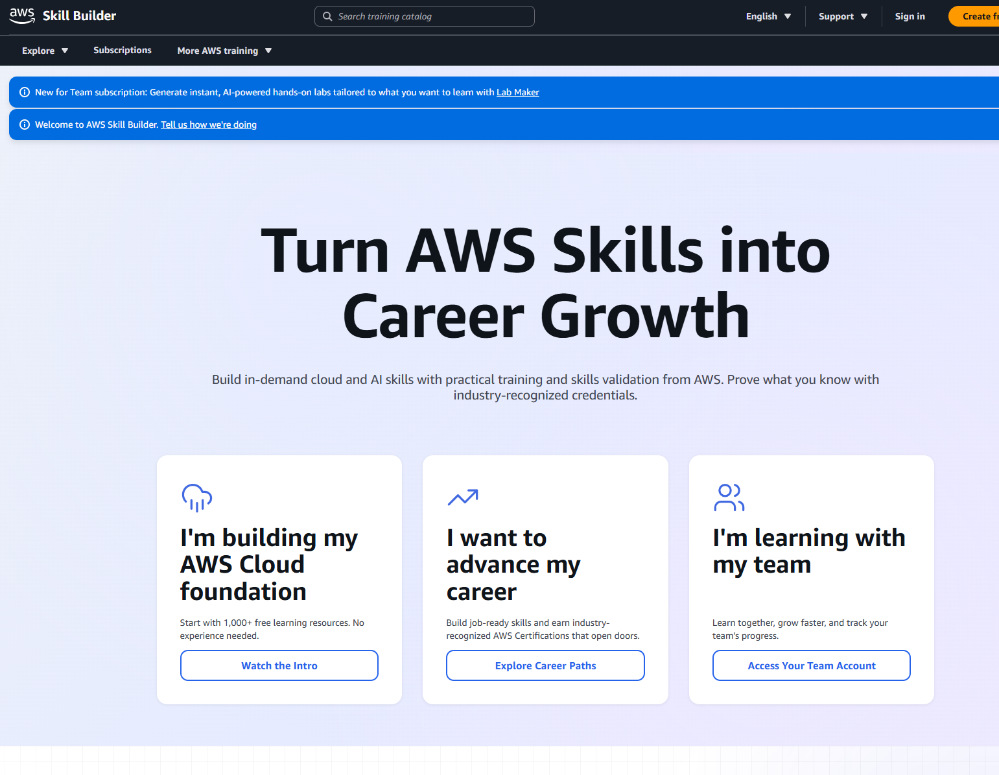 aws Skill Builder
Search training catalog
English
Support
Sign in
Create
Explore
Subscriptions
More AWS training
New for Team subscription: Generate instant, AI-powered hands-on labs tailored to what you want to learn with Lab Maker
Welcome to AWS Skill Builder. Tell us how we're doing
Turn AWS Skills into
Career Growth
Build in-demand cloud and AI skills with practical training and skills validation from AWS. Prove what you know with
industry-recognized credentials.
I'm building my
AWS Cloud
foundation
Start with 1,000+ free learning resources. No
experience needed.
Watch the Intro
I want to
advance my
career
Build job-ready skills and earn industry-
recognized AWS Certifications that open doors.
Explore Career Paths
I'm learning with
my team
Learn together, grow faster, and track your
team's progress.
Access Your Team Account